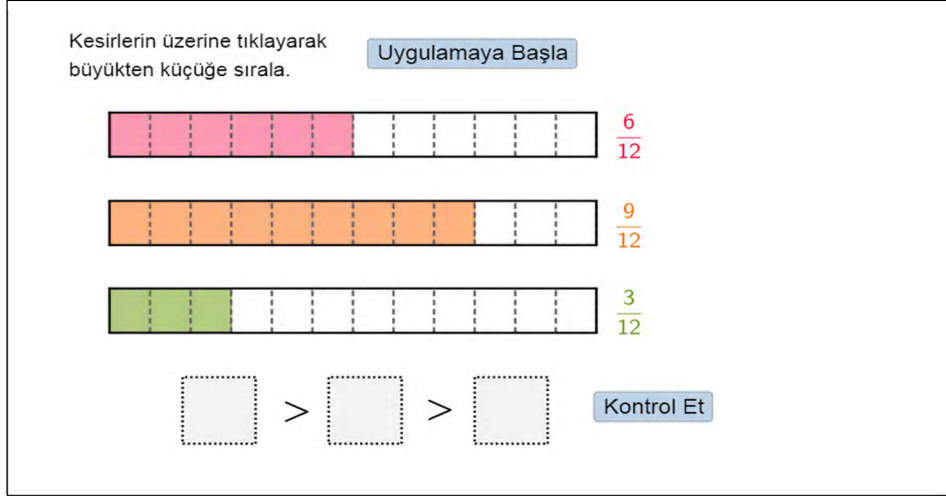 Kesirlerin üzerine tıklayarak
büyükten küçüğe sırala.
Uygulamaya Başla
6
12
9
12
3
12
> >
Kontrol Et